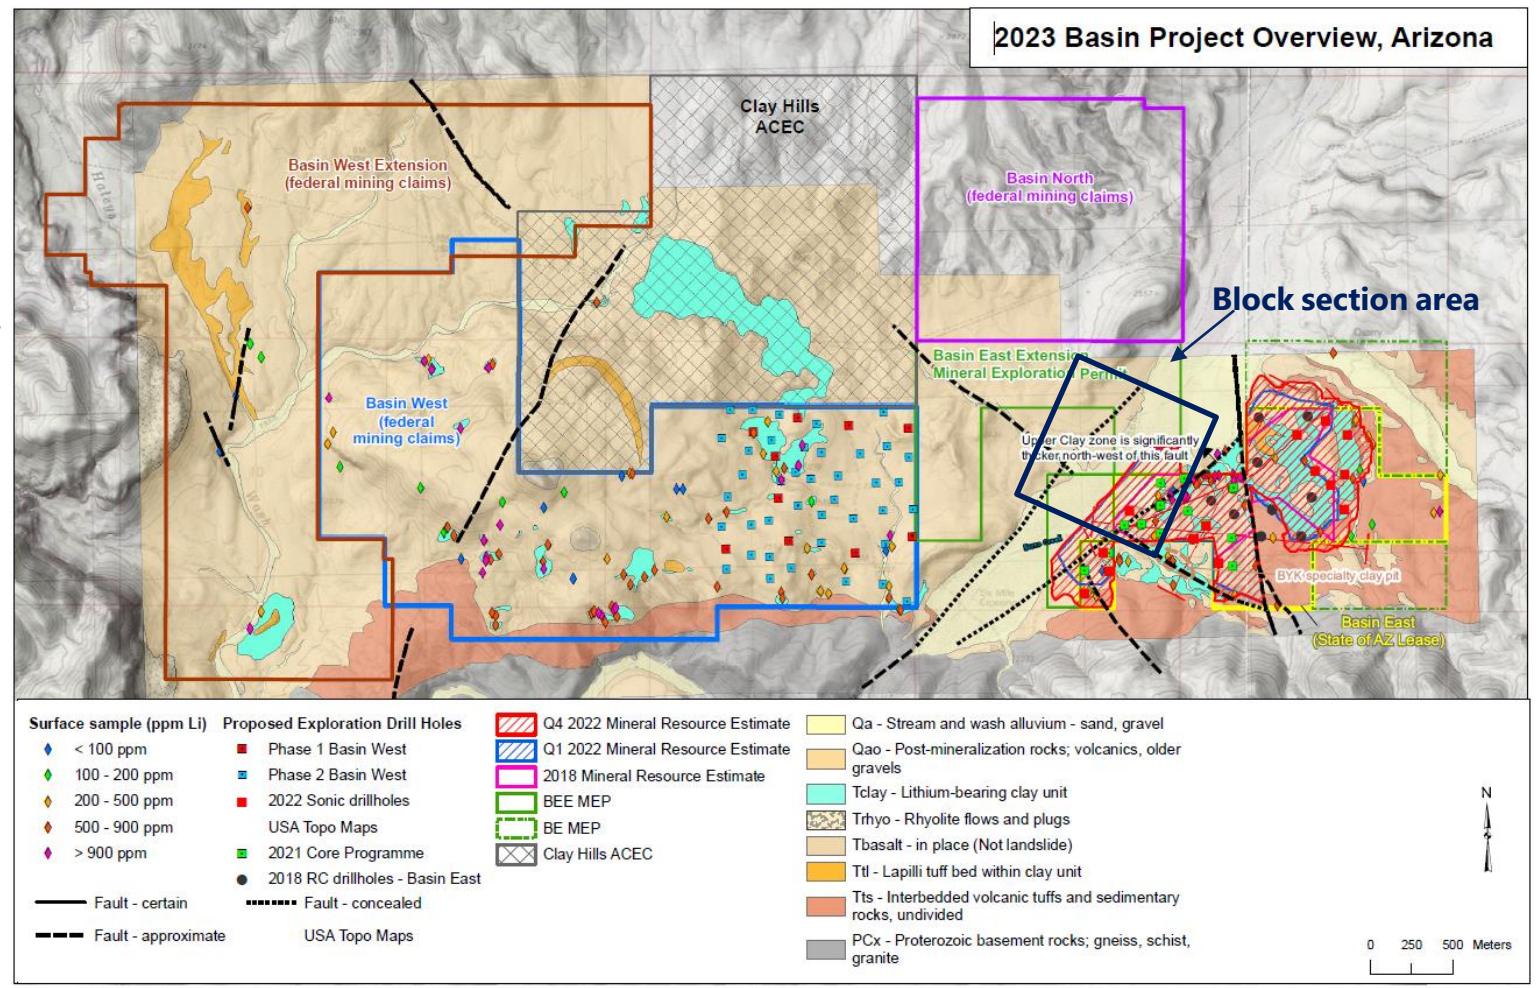 2023 Basin Project Overview, Arizona
Clay Hills
ACEC
Basin West Extension
(federal mining claims)
Basin North
(federal mining claims)
Block section area
Basin East Extension
Mineral Exploration Permit
Basin West
(federal
mining claims)
Upper Clay zone is significantly
thicker north-west of this fault
Wash
BYK specialty clay pit
Basin East
(State of AZ Lease)
Surface sample (ppm Li)
< 100 ppm
100 - 200 ppm
200 - 500 ppm
500 - 900 ppm
> 900 ppm
Fault - certain
Fault - approximate
Proposed Exploration Drill Holes
Phase 1 Basin West
Phase 2 Basin West
2022 Sonic drillholes
USA Topo Maps
2021 Core Programme
2018 RC drillholes - Basin East
Fault - concealed
USA Topo Maps
Q4 2022 Mineral Resource Estimate
Q1 2022 Mineral Resource Estimate
2018 Mineral Resource Estimate
BEE MEP
BE MEP
Clay Hills ACEC
Qa - Stream and wash alluvium - sand, gravel
Qao - Post-mineralization rocks; volcanics, older
gravels
Tclay - Lithium-bearing clay unit
Trhyo - Rhyolite flows and plugs
Tbasalt - in place (Not landslide)
Ttl - Lapilli tuff bed within clay unit
Tts - Interbedded volcanic tuffs and sedimentary
rocks, undivided
PCx - Proterozoic basement rocks; gneiss, schist,
granite
N
0 250 500 Meters